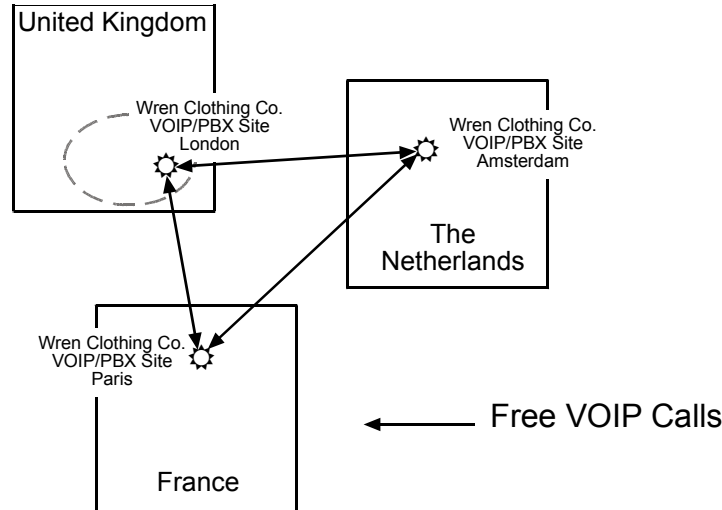 United Kingdom
Wren Clothing Co.
VOIP/PBX Site
London
Wren Clothing Co.
VOIP/PBX Site
Amsterdam
The
Netherlands
Wren Clothing Co.
VOIP/PBX Site
Paris
Free VOIP Calls
France